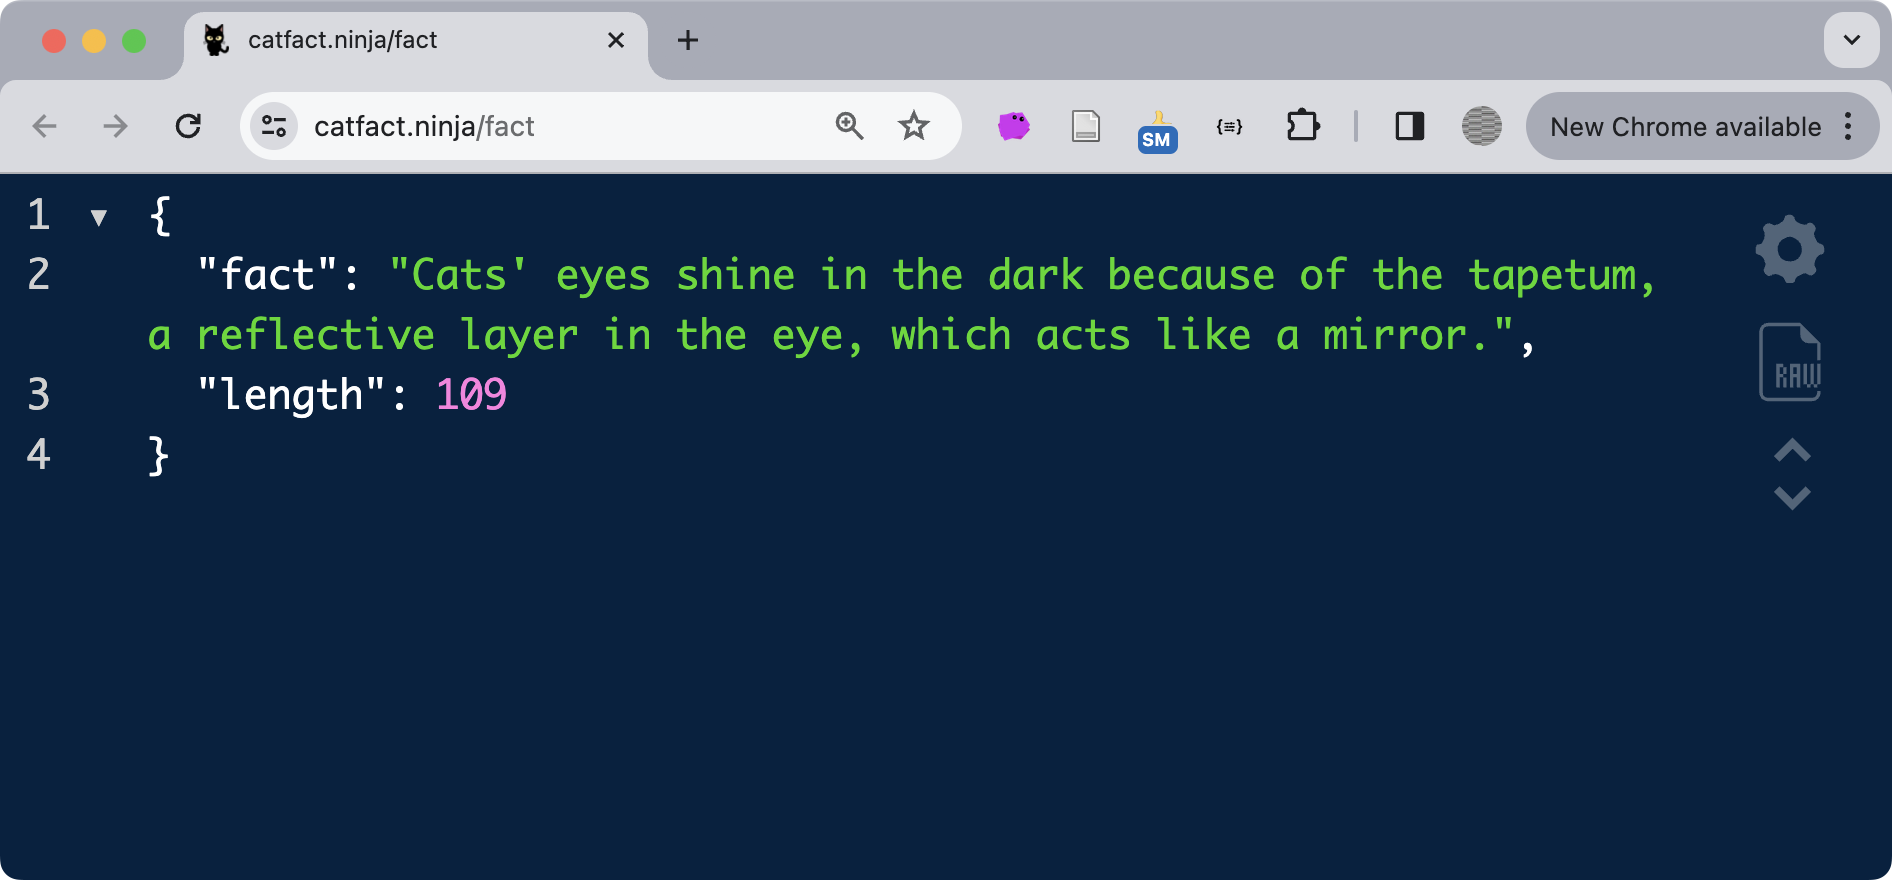 catfact.ninja/fact
catfact.ninja/fact
SM
{≡}
New Chrome available
1 ▼ {
2 "fact": "Cats' eyes shine in the dark because of the tapetum,
a reflective layer in the eye, which acts like a mirror.",
3 "length": 109
4 }
RAW